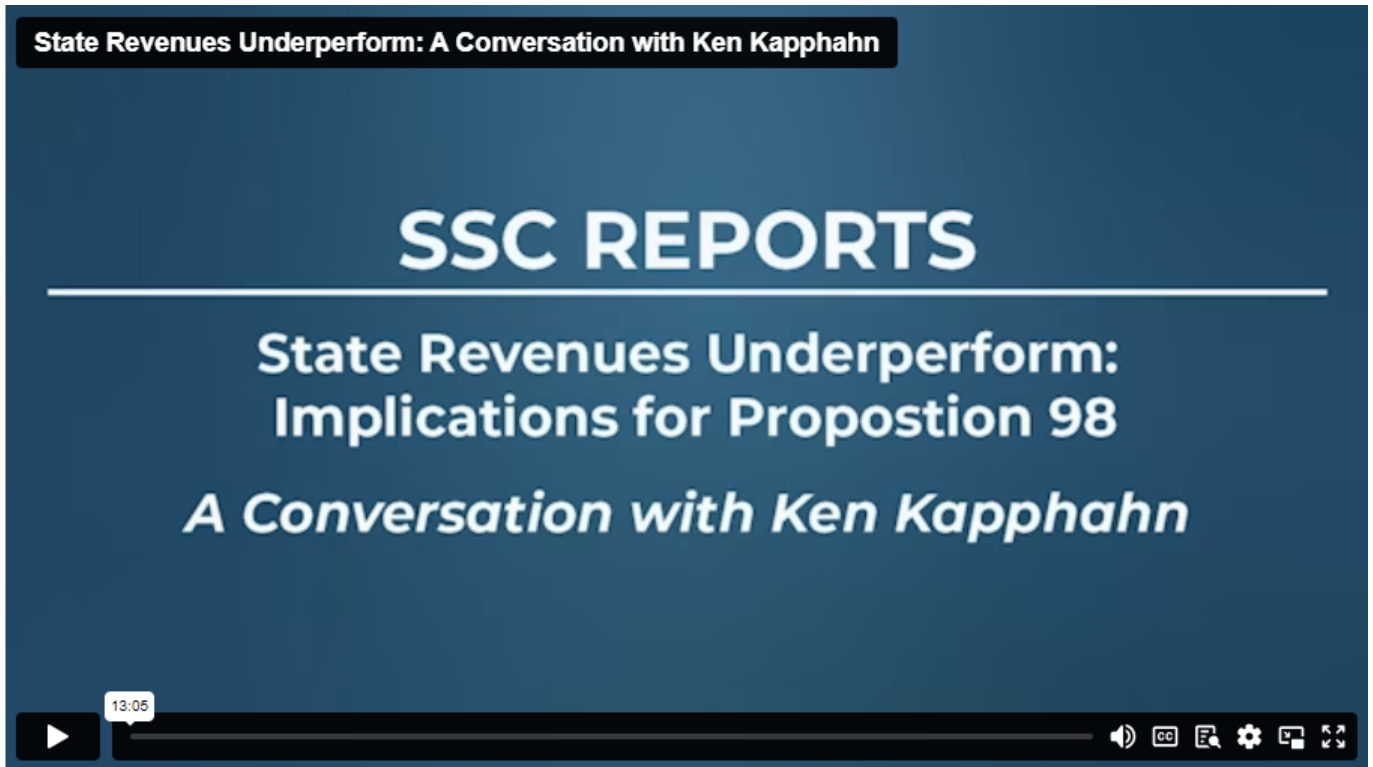 State Revenues Underperform: A Conversation with Ken Kapphahn
SSC REPORTS
State Revenues Underperform:
Implications for Propostion 98
A Conversation with Ken Kapphahn
13:05
CC